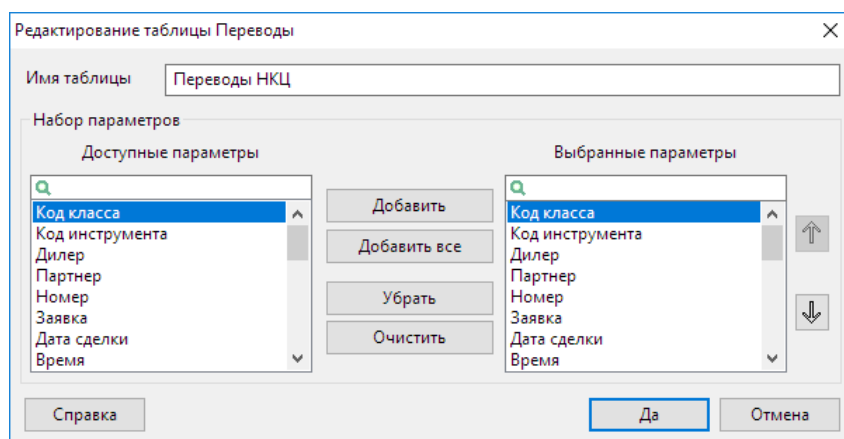 Редактирование таблицы Переводы
Имя таблицы Переводы НКЦ
Набор параметров
Доступные параметры
Код класса
Код инструмента
Дилер
Партнер
Номер
Заявка
Дата сделки
Время
Добавить
Добавить все
Убрать
Очистить
Выбранные параметры
Код класса
Код инструмента
Дилер
Партнер
Номер
Заявка
Дата сделки
Время
Справка
Да
Отмена